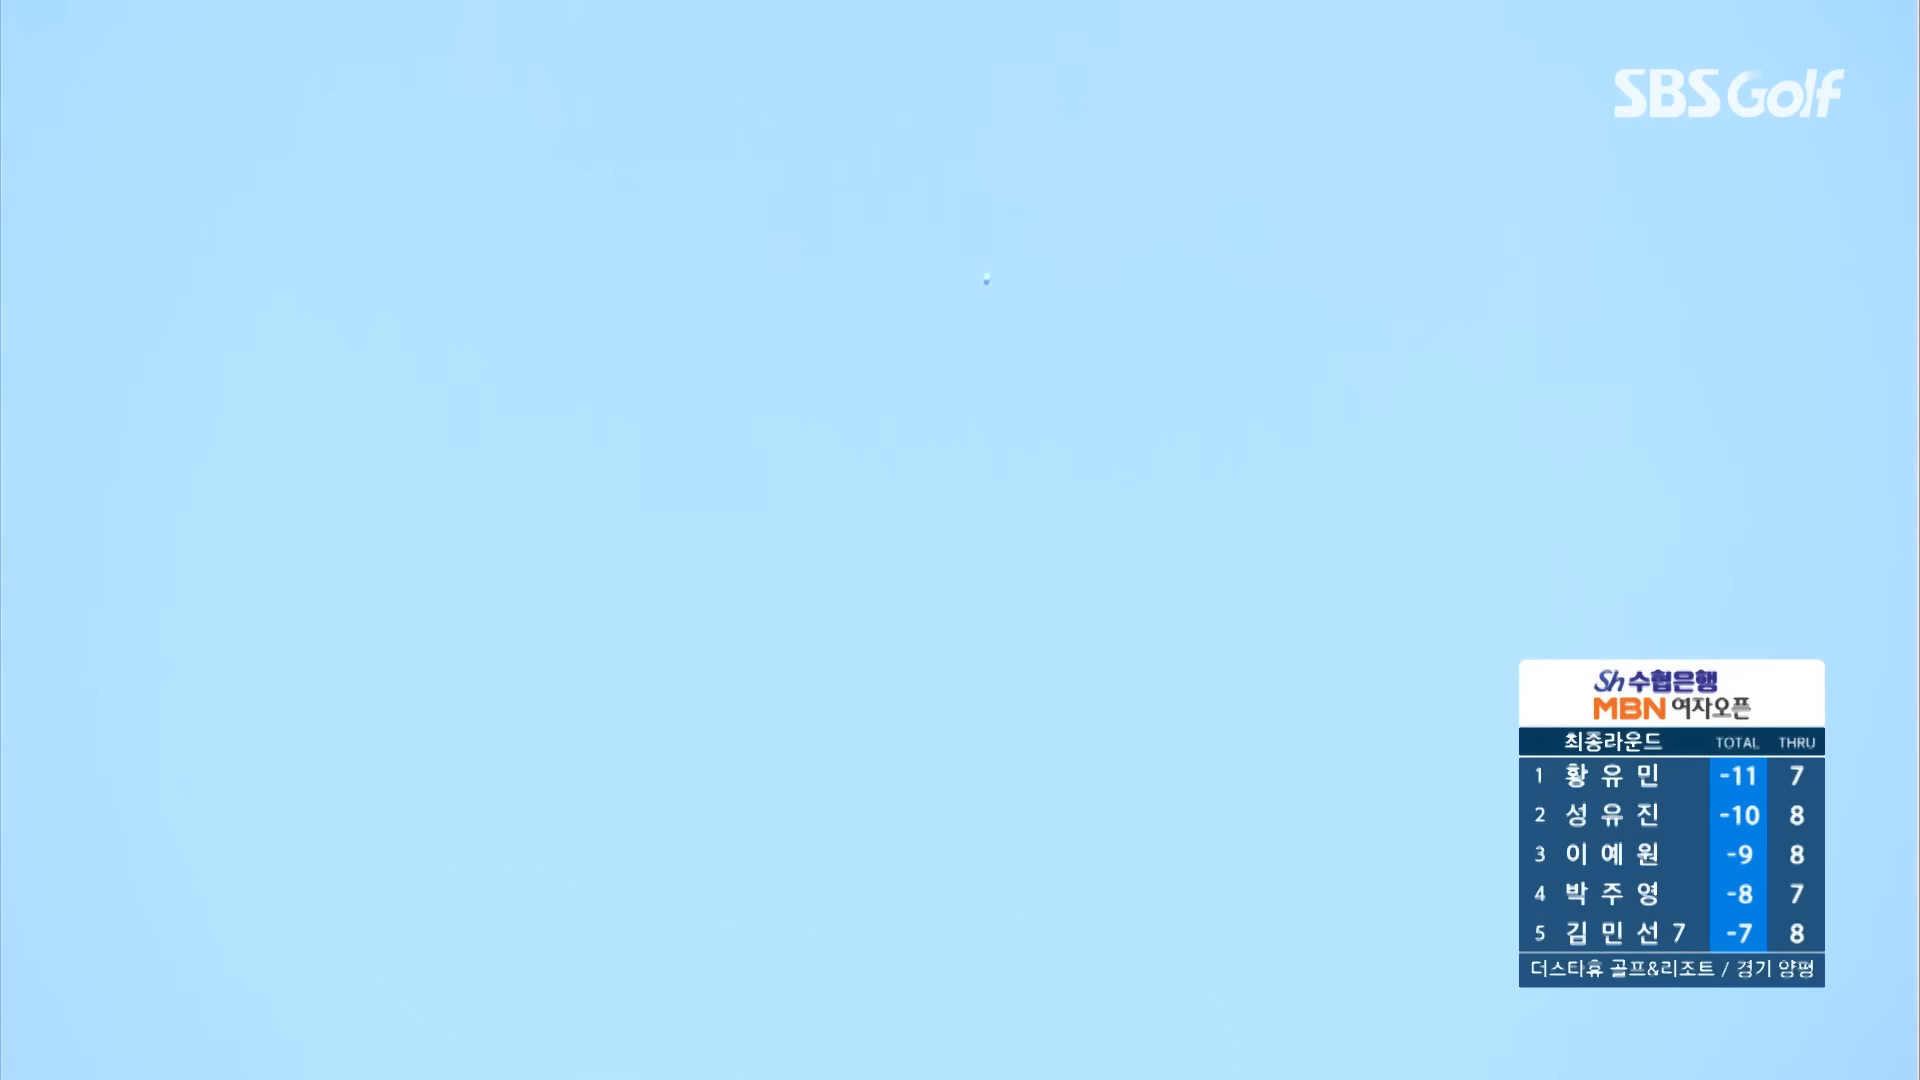 SBS Golf
Sh수협은행
MBN 여자오픈
최종라운드 TOTAL THRU
1 황유민 -11 7
2 성유진 -10 8
3 이예원 -9 8
4 박주영 -8 7
5 김민선7 -7 8
더스타휴 골프&리조트 / 경기 양평